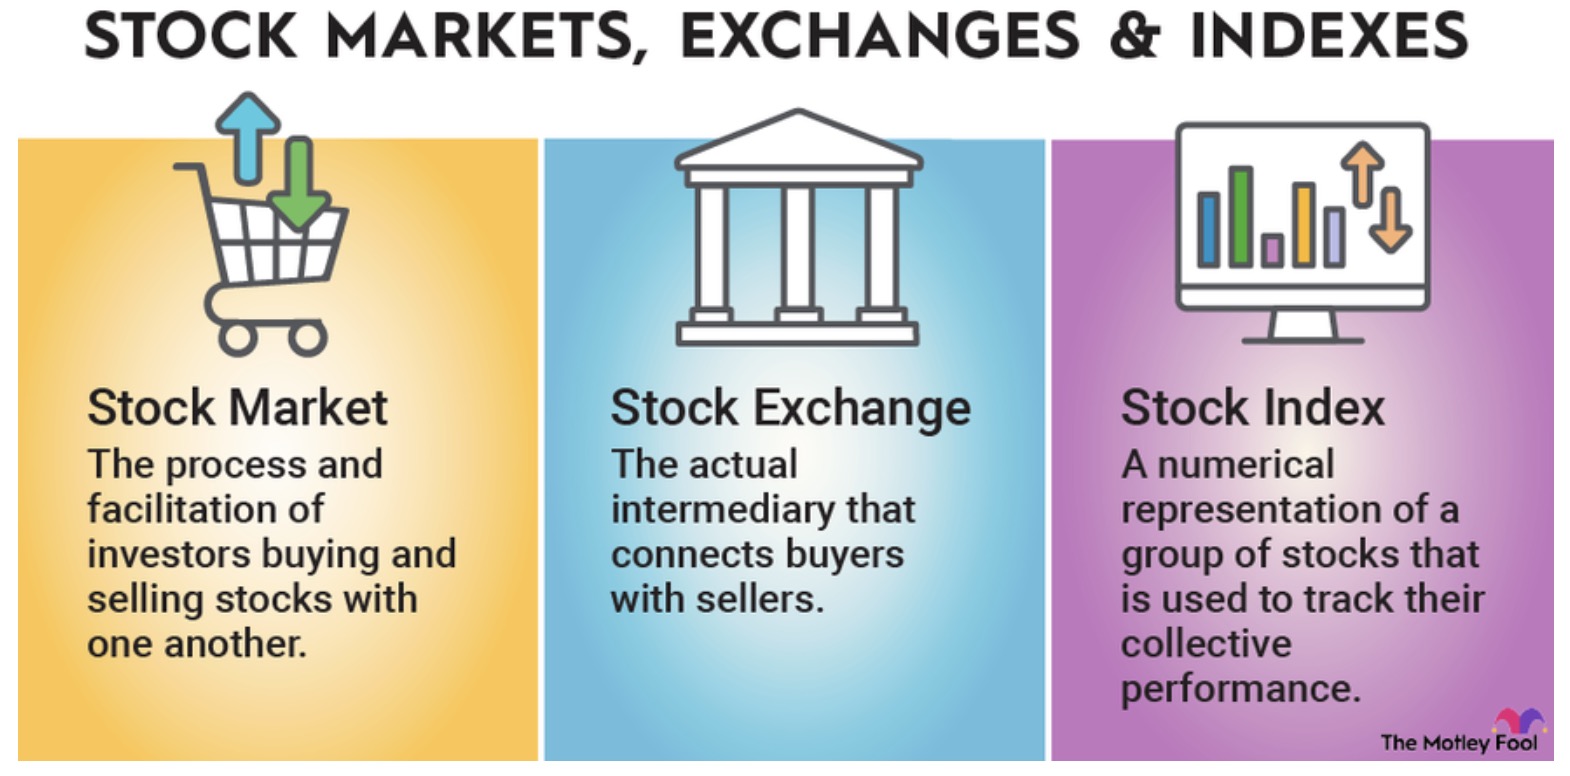 STOCK MARKETS, EXCHANGES & INDEXES
Stock Market
The process and
facilitation of
investors buying and
selling stocks with
one another.
Stock Exchange
The actual
intermediary that
connects buyers
with sellers.
Stock Index
A numerical
representation of a
group of stocks that
is used to track their
collective
performance.
The Motley Fool